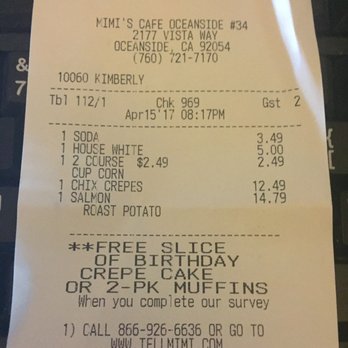 MIMI'S CAFE OCEANSIDE #34
2177 VISTA WAY
OCEANSIDE, CA 92054
(760) 721-7170
10060 KIMBERLY
Tbl 112/1 Chk 969 Gst 2
Apr15'17 08:17PM
1 SODA 3.49
1 HOUSE WHITE 5.00
1 2 COURSE $2.49 2.49
CUP CORN
1 CHIX CREPES 12.49
1 SALMON 14.79
ROAST POTATO
**FREE SLICE
OF BIRTHDAY
CREPE CAKE
OR 2-PK MUFFINS
When you complete our survey
1) CALL 866-926-6636 OR GO TO
WWW.TELLMIMI.COM
&
7
{
[